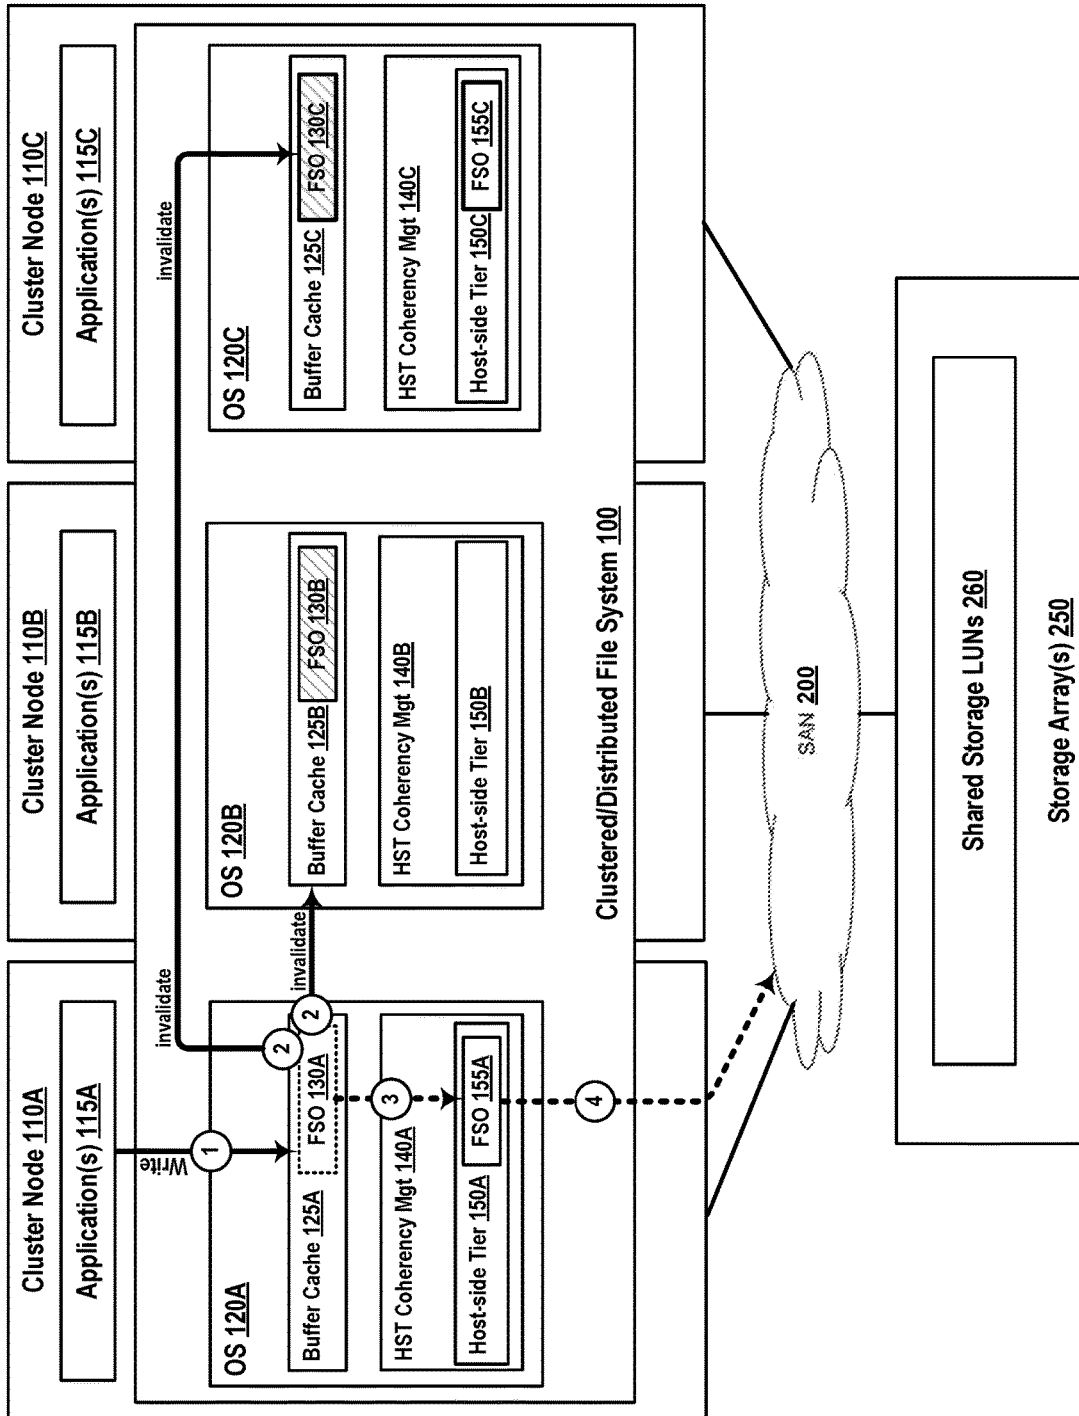 Cluster Node 110A
Application(s) 115A
Write
1
OS 120A
Buffer Cache 125A
FSO 130A
2
2
invalidate
invalidate
HST Coherency Mgt 140A
3
Host-side Tier 150A
FSO 155A
4
Cluster Node 110B
Application(s) 115B
OS 120B
Buffer Cache 125B
FSO 130B
HST Coherency Mgt 140B
Host-side Tier 150B
Cluster Node 110C
Application(s) 115C
invalidate
OS 120C
Buffer Cache 125C
FSO 130C
HST Coherency Mgt 140C
Host-side Tier 150C
FSO 155C
Clustered/Distributed File System 100
SAN 200
Shared Storage LUNs 260
Storage Array(s) 250